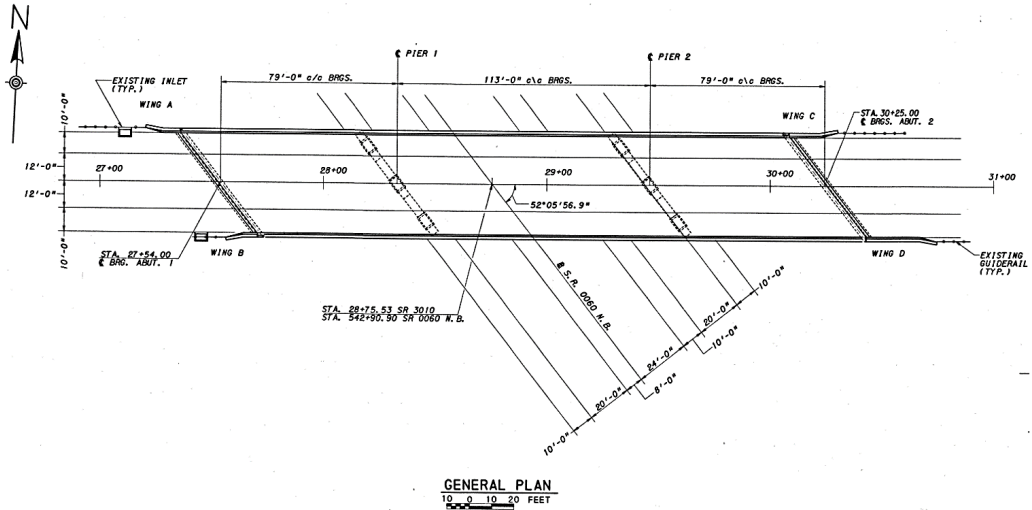 N
℄ PIER 1
℄ PIER 2
79'-0" c/c BRGS.
113'-0" c\c BRGS.
79'-0" c\c BRGS.
EXISTING INLET
(TYP.)
WING A
WING C
STA. 30+25.00
℄ BRGS. ABUT. 2
10'-0"
12'-0"
12'-0"
10'-0"
27+00
28+00
29+00
30+00
31+00
52°05'56.9"
STA. 27+54.00
℄ BRG. ABUT. 1
WING B
WING D
EXISTING
GUIDERAIL
(TYP.)
STA. 28+75.53 SR 3010
STA. 542+90.90 SR 0060 N.B.
S.R. 0060 N.B.
10'-0"
20'-0"
10'-0"
24'-0"
8'-0"
20'-0"
10'-0"
GENERAL PLAN
10 0 10 20 FEET